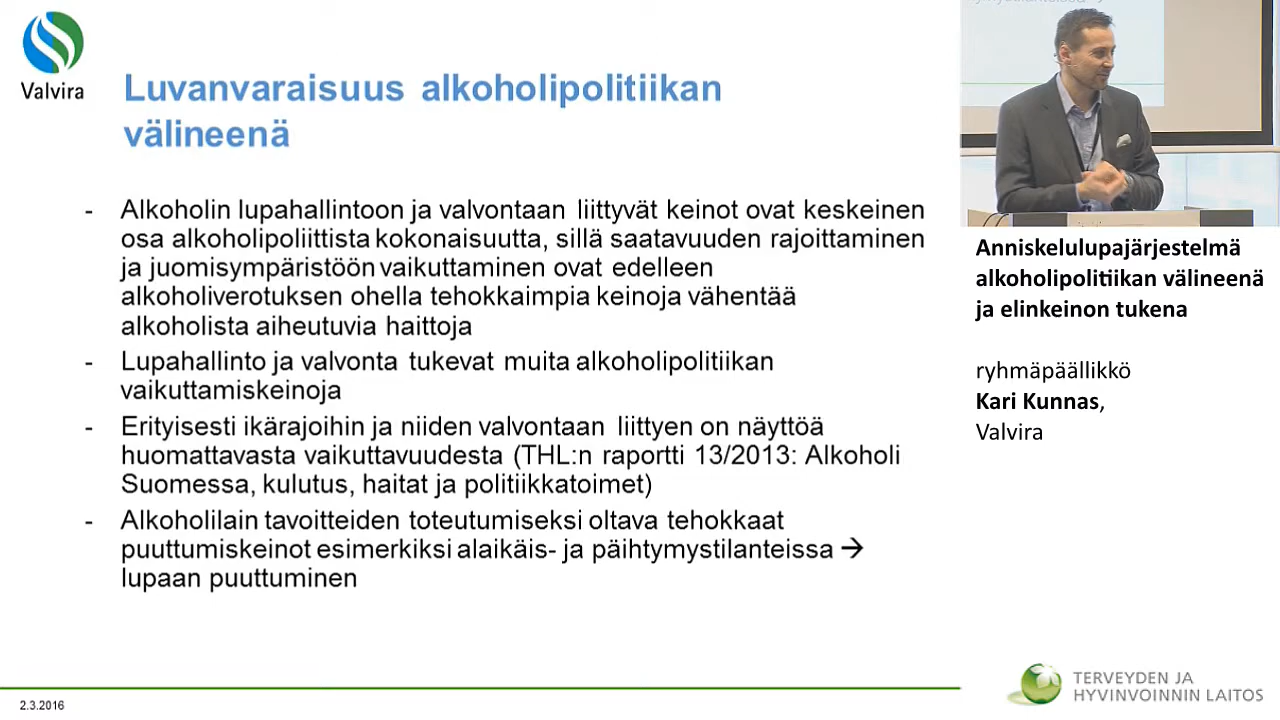 Valvira
Luvanvaraisuus alkoholipolitiikan
välineenä
- Alkoholin lupahallintoon ja valvontaan liittyvät keinot ovat keskeinen
osa alkoholipoliittista kokonaisuutta, sillä saatavuuden rajoittaminen
ja juomisympäristöön vaikuttaminen ovat edelleen
alkoholiverotuksen ohella tehokkaimpia keinoja vähentää
alkoholista aiheutuvia haittoja
- Lupahallinto ja valvonta tukevat muita alkoholipolitiikan
vaikuttamiskeinoja
- Erityisesti ikärajoihin ja niiden valvontaan liittyen on näyttöä
huomattavasta vaikuttavuudesta (THL:n raportti 13/2013: Alkoholi
Suomessa, kulutus, haitat ja politiikkatoimet)
- Alkoholilain tavoitteiden toteutumiseksi oltava tehokkaat
puuttumiskeinot esimerkiksi alaikäis- ja päihtymystilanteissa →
lupaan puuttuminen
2.3.2016
Anniskelulupajärjestelmä
alkoholipolitiikan välineenä
ja elinkeinon tukena
ryhmäpäällikkö
Kari Kunnas,
Valvira
TERVEYDEN JA
HYVINVOINNIN LAITOS